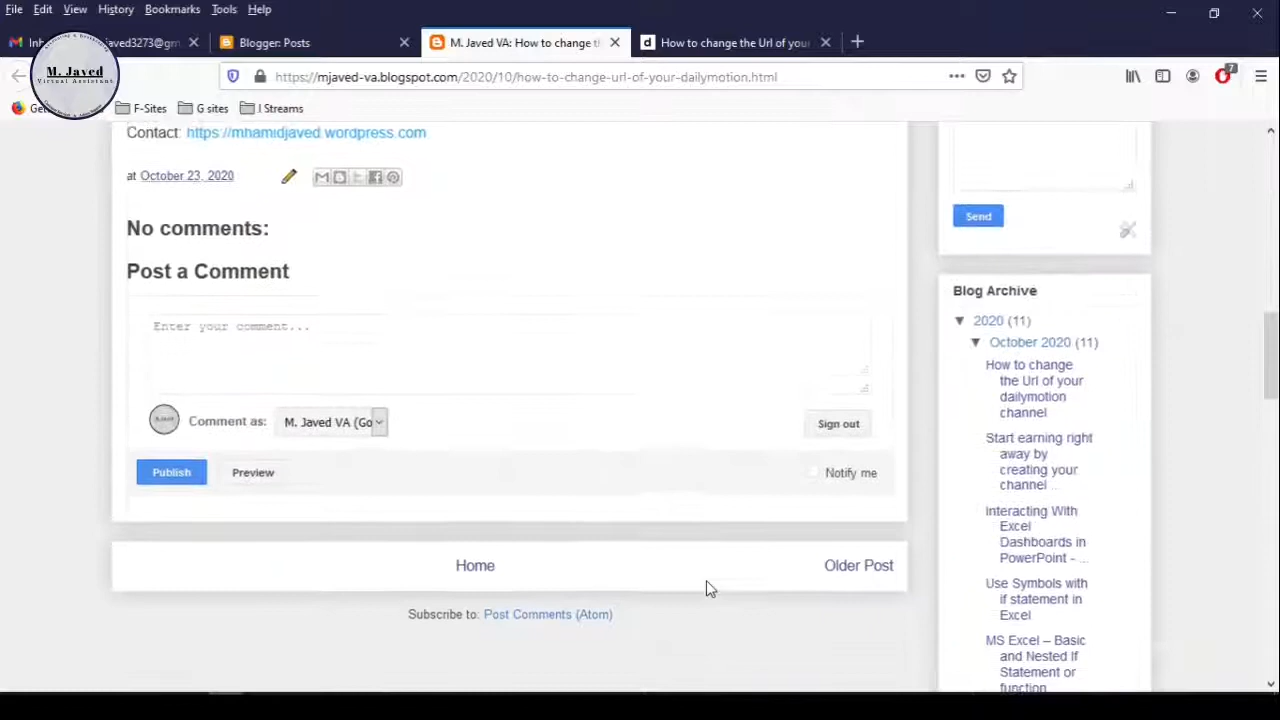 File Edit View History Bookmarks Tools Help
javed3273@gm
Blogger: Posts
M. Javed VA: How to change t
How to change the Url of your
M. Javed
Virtual Assistant
https://mjaved-va.blogspot.com/2020/10/how-to-change-url-of-your-dailymotion.html
7
F-Sites G sites I Streams
Contact: https://mhamidjaved.wordpress.com
at October 23, 2020
No comments:
Post a Comment
Enter your comment...
Comment as: M. Javed VA (Go
Sign out
Publish Preview
Notify me
Home
Older Post
Subscribe to: Post Comments (Atom)
Send
Blog Archive
▼ 2020 (11)
▼ October 2020 (11)
How to change
the Url of your
dailymotion
channel
Start earning right
away by
creating your
channel ...
Interacting With
Excel
Dashboards in
PowerPoint - ...
Use Symbols with
if statement in
Excel
MS Excel – Basic
and Nested If
Statement or
function